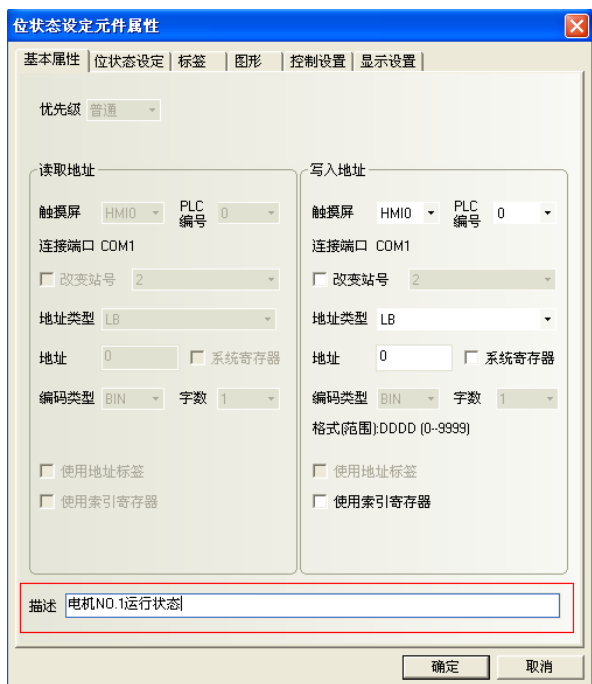 位状态设定元件属性
基本属性 位状态设定 标签 图形 控制设置 显示设置
优先级 普通
读取地址
触摸屏 HMI0 PLC编号 0
连接端口 COM1
改变站号 2
地址类型 LB
地址 0 系统寄存器
编码类型 BIN 字数 1
使用地址标签
使用索引寄存器
写入地址
触摸屏 HMI0 PLC编号 0
连接端口 COM1
改变站号 2
地址类型 LB
地址 0 系统寄存器
编码类型 BIN 字数 1
格式(范围):DDDD (0--9999)
使用地址标签
使用索引寄存器
描述 电机NO.1运行状态
确定 取消